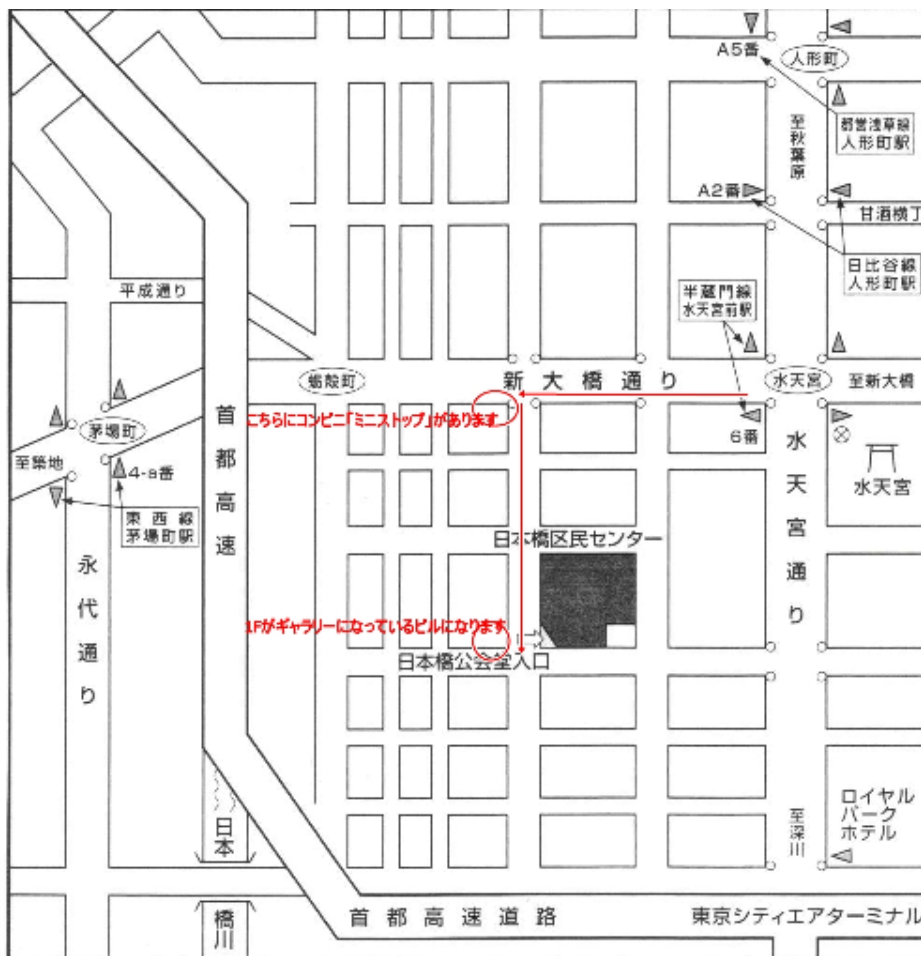 A5番
人形町
至秋葉原
都営浅草線
人形町駅
A2番
甘酒横丁
日比谷線
人形町駅
平成通り
半蔵門線
水天宮前駅
蛎殻町
新大橋通り
水天宮
至新大橋
こちらにコンビニ「ミニストップ」があります
6番
茅場町
至築地
4-a番
東西線
茅場町駅
首都高速
水天宮通り
水天宮
日本橋区民センター
永代通り
1Fがギャラリーになっているビルになります
日本橋公会堂入口
ロイヤル
パーク
ホテル
至深川
日本
橋川
首都高速道路
東京シティエアターミナル